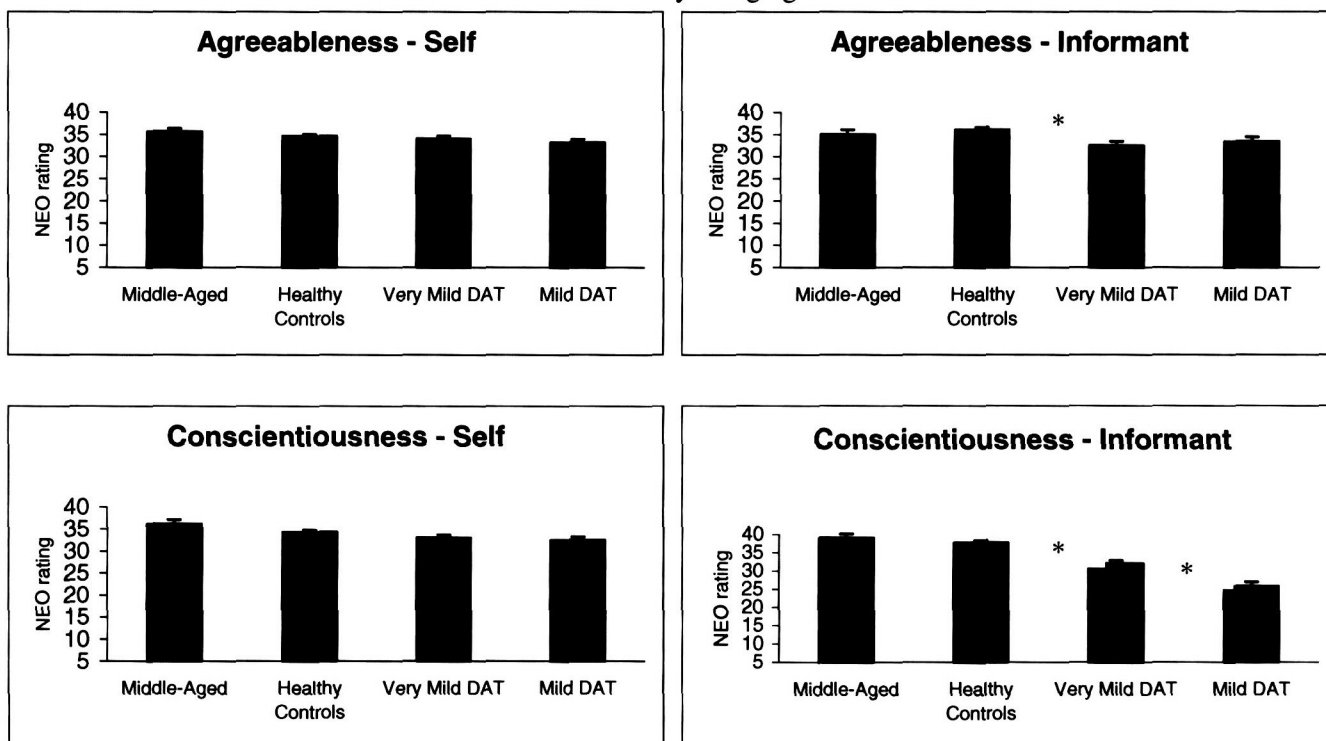 Agreeableness - Self
NEO rating
40
35
30
25
20
15
10
5
Middle-Aged
Healthy
Controls
Very Mild DAT
Mild DAT
Agreeableness - Informant
NEO rating
40
35
30
25
20
15
10
5
*
Middle-Aged
Healthy
Controls
Very Mild DAT
Mild DAT
Conscientiousness - Self
NEO rating
40
35
30
25
20
15
10
5
Middle-Aged
Healthy
Controls
Very Mild DAT
Mild DAT
Conscientiousness - Informant
NEO rating
40
35
30
25
20
15
10
5
*
*
Middle-Aged
Healthy
Controls
Very Mild DAT
Mild DAT